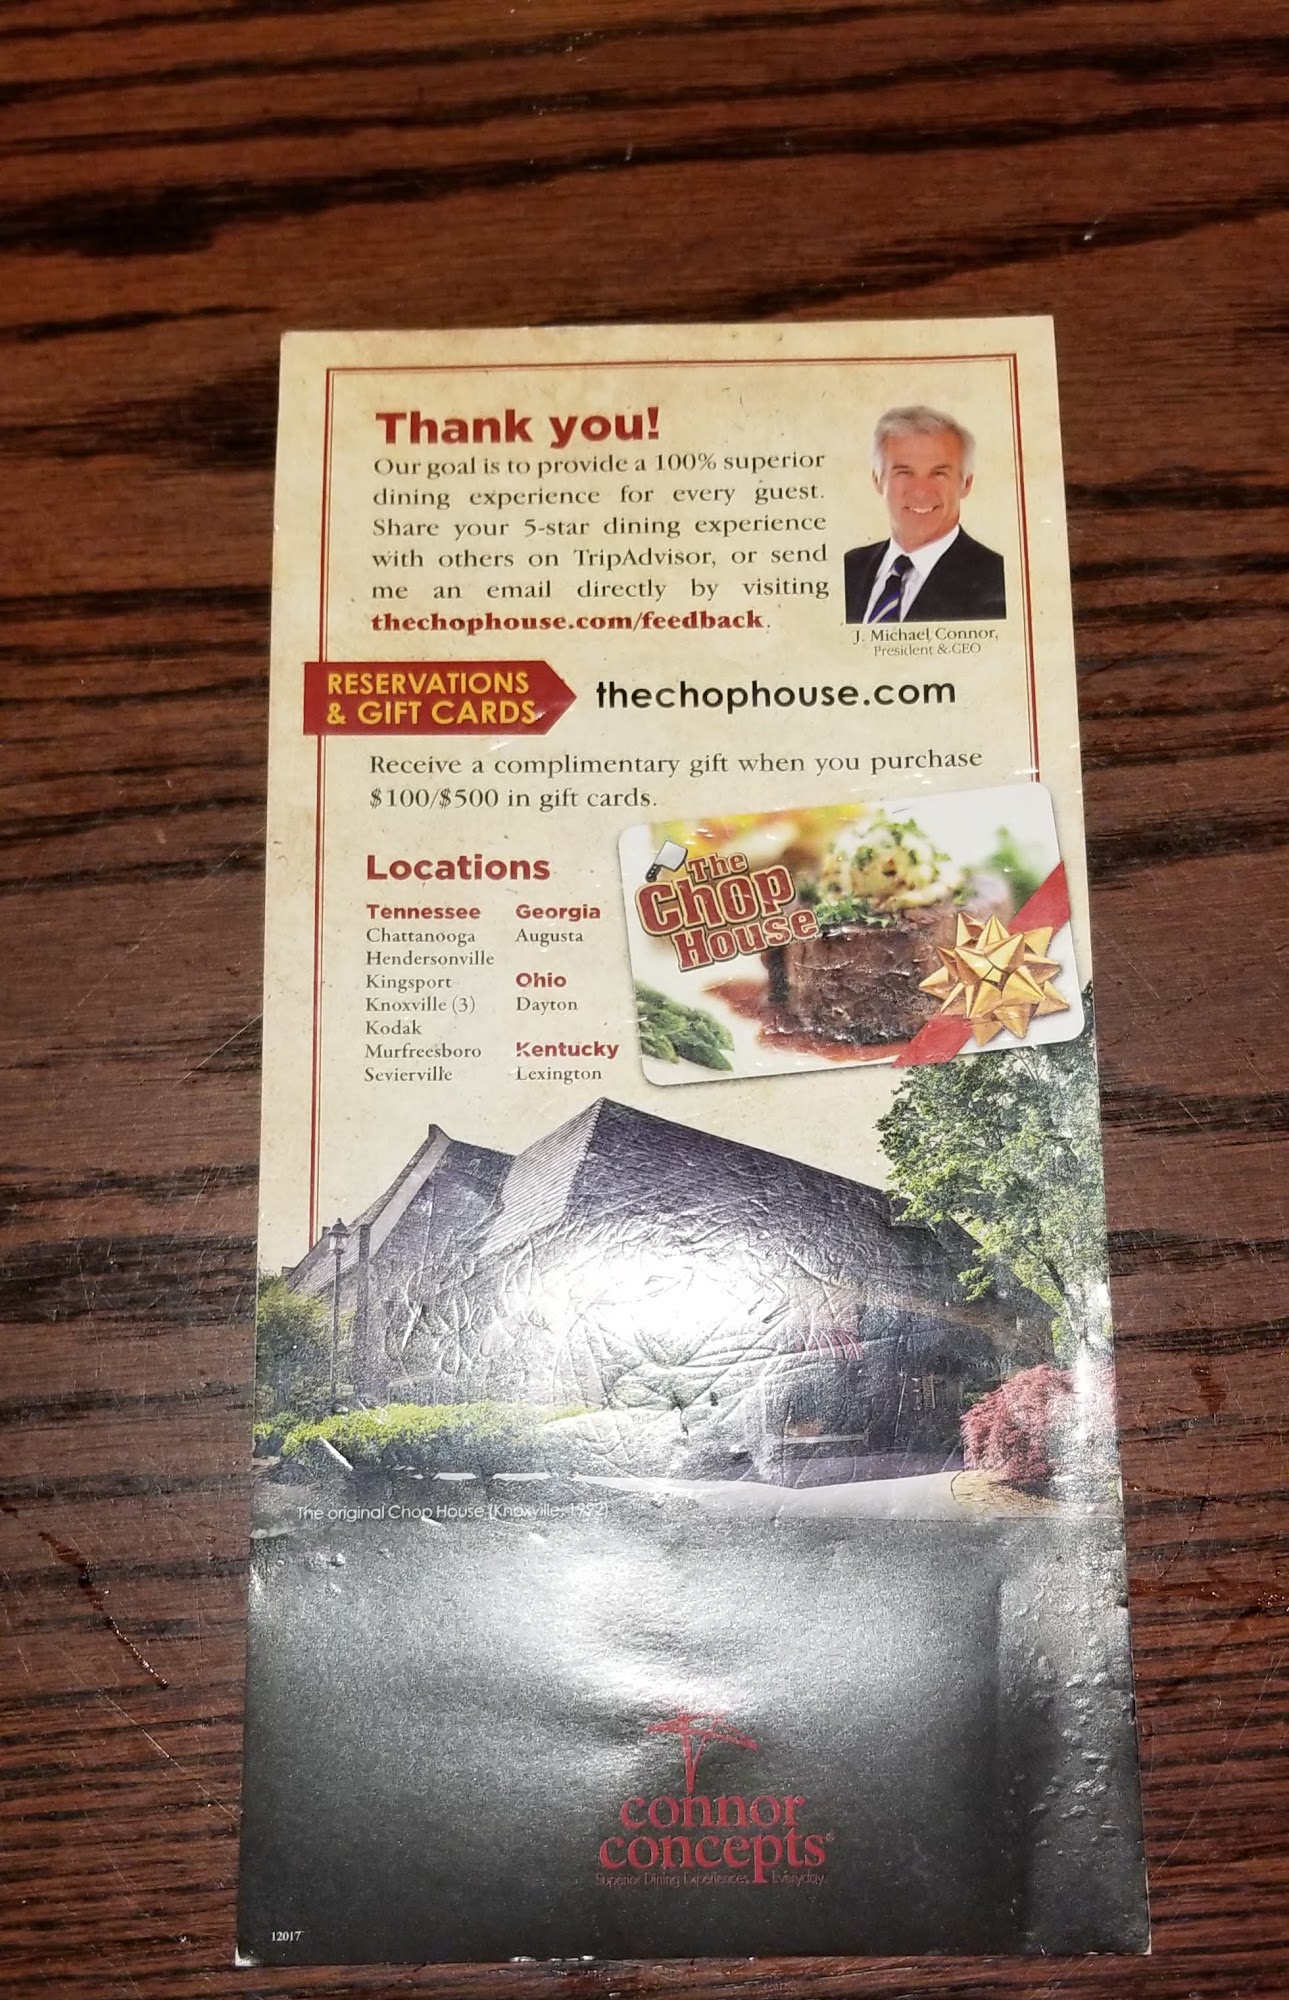 Thank you!
Our goal is to provide a 100% superior
dining experience for every guest.
Share your 5-star dining experience
with others on TripAdvisor, or send
me an email directly by visiting
thechophouse.com/feedback.
J. Michael Connor,
President & CEO
RESERVATIONS
& GIFT CARDS
thechophouse.com
Receive a complimentary gift when you purchase
$100/$500 in gift cards.
The
Chop
House
Locations
Tennessee
Chattanooga
Hendersonville
Kingsport
Knoxville (3)
Kodak
Murfreesboro
Sevierville
Georgia
Augusta
Ohio
Dayton
Kentucky
Lexington
The original Chop House (Knoxville, 1992)
connor
concepts®
Superior Dining Experiences, Everyday.
12017